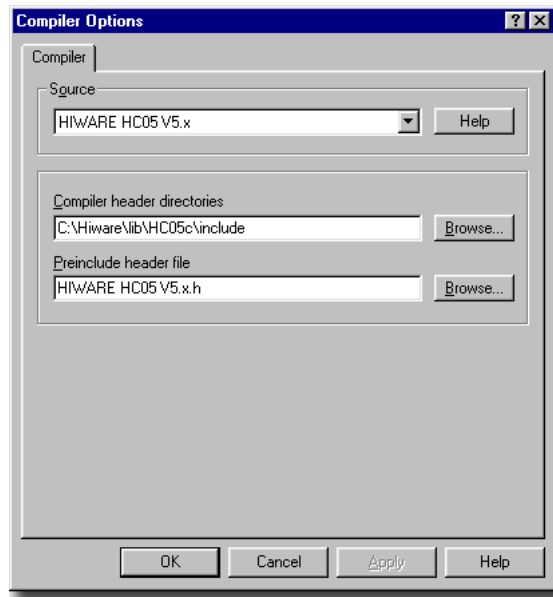 Compiler Options
Compiler
Source
HIWARE HC05 V5.x
Help
Compiler header directories
C:\Hiware\lib\HC05c\include
Browse...
Preinclude header file
HIWARE HC05 V5.x.h
Browse...
OK Cancel Apply Help